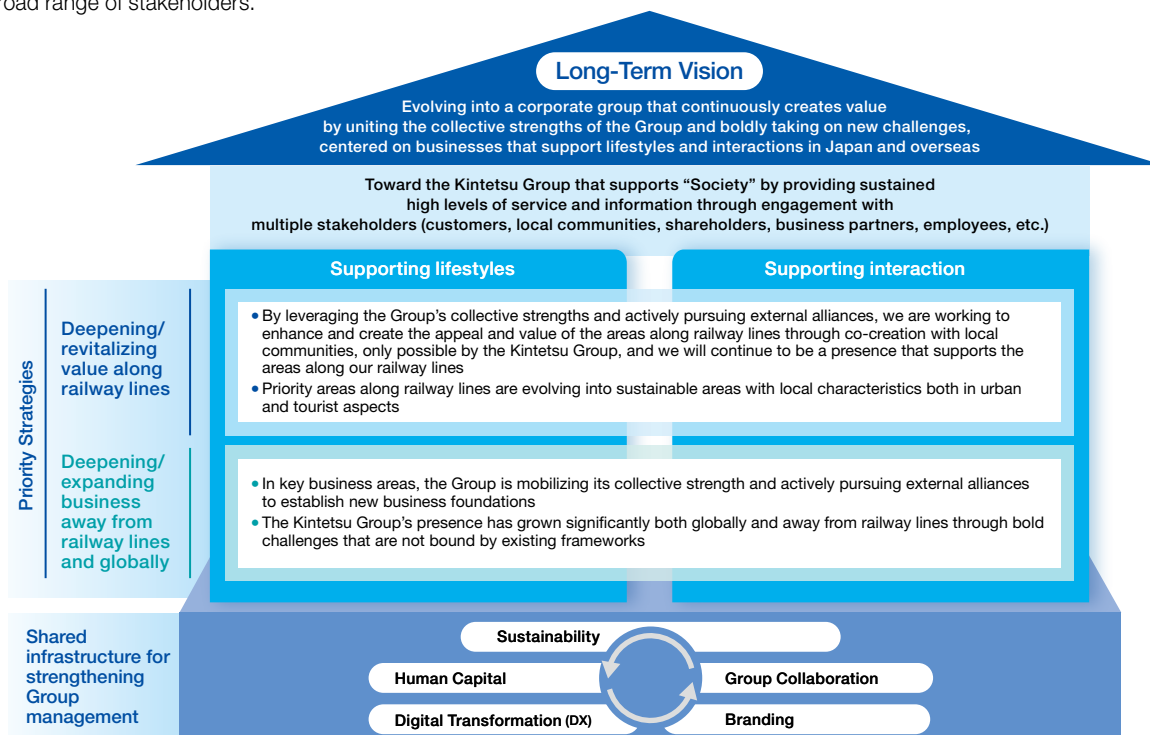 road range of stakeholders.
Long-Term Vision
Evolving into a corporate group that continuously creates value
by uniting the collective strengths of the Group and boldly taking on new challenges,
centered on businesses that support lifestyles and interactions in Japan and overseas
Toward the Kintetsu Group that supports “Society” by providing sustained
high levels of service and information through engagement with
multiple stakeholders (customers, local communities, shareholders, business partners, employees, etc.)
Supporting lifestyles
Supporting interaction
Priority Strategies
Deepening/
revitalizing
value along
railway lines
• By leveraging the Group’s collective strengths and actively pursuing external alliances, we are working to
enhance and create the appeal and value of the areas along railway lines through co-creation with local
communities, only possible by the Kintetsu Group, and we will continue to be a presence that supports the
areas along our railway lines
• Priority areas along railway lines are evolving into sustainable areas with local characteristics both in urban
and tourist aspects
Deepening/
expanding
business
away from
railway lines
and globally
• In key business areas, the Group is mobilizing its collective strength and actively pursuing external alliances
to establish new business foundations
• The Kintetsu Group’s presence has grown significantly both globally and away from railway lines through bold
challenges that are not bound by existing frameworks
Shared
infrastructure for
strengthening
Group
management
Sustainability
Human Capital
Group Collaboration
Digital Transformation (DX)
Branding